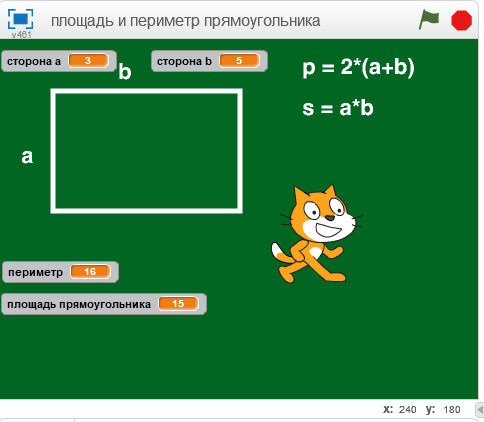 площадь и периметр прямоугольника
v461
сторона a 3
b
сторона b 5
p = 2*(a+b)
s = a*b
a
периметр 16
площадь прямоугольника 15
x: 240 y: 180